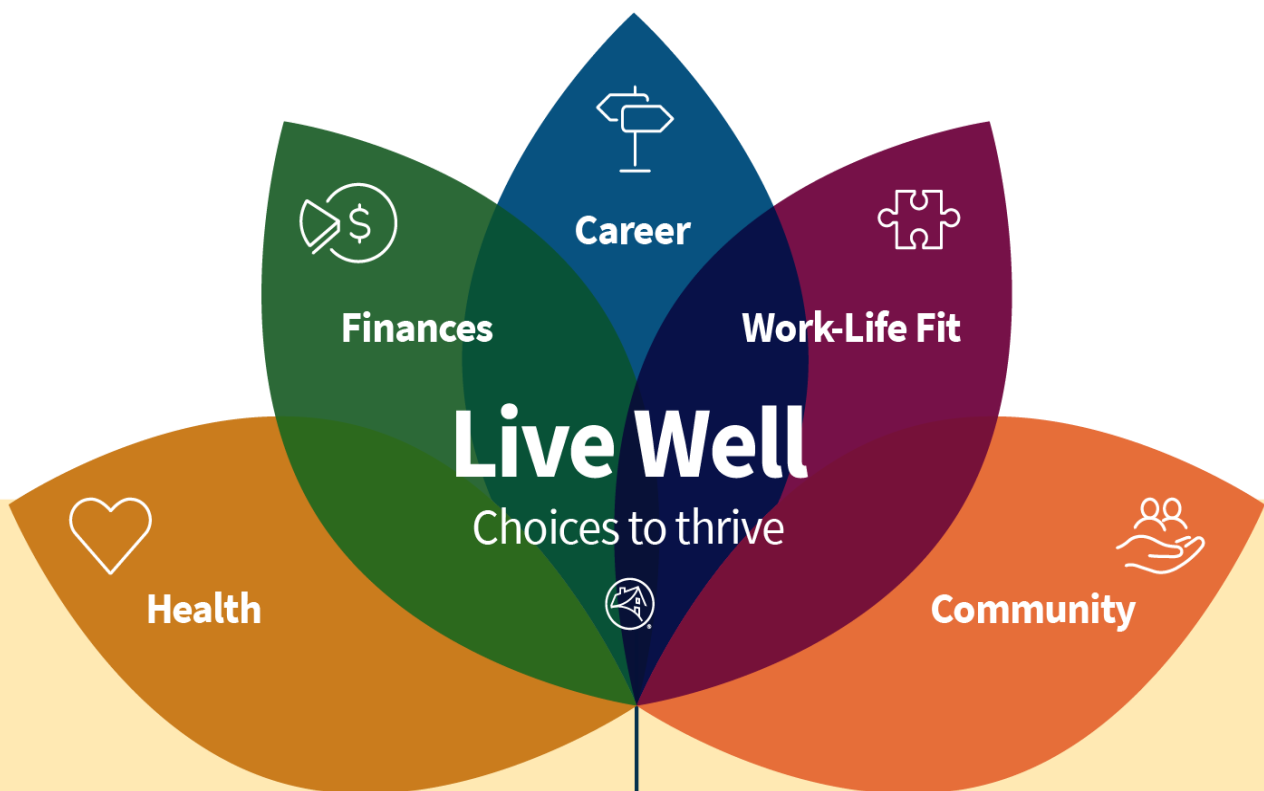 Career
Finances
Work-Life Fit
Live Well
Choices to thrive
Health
Community